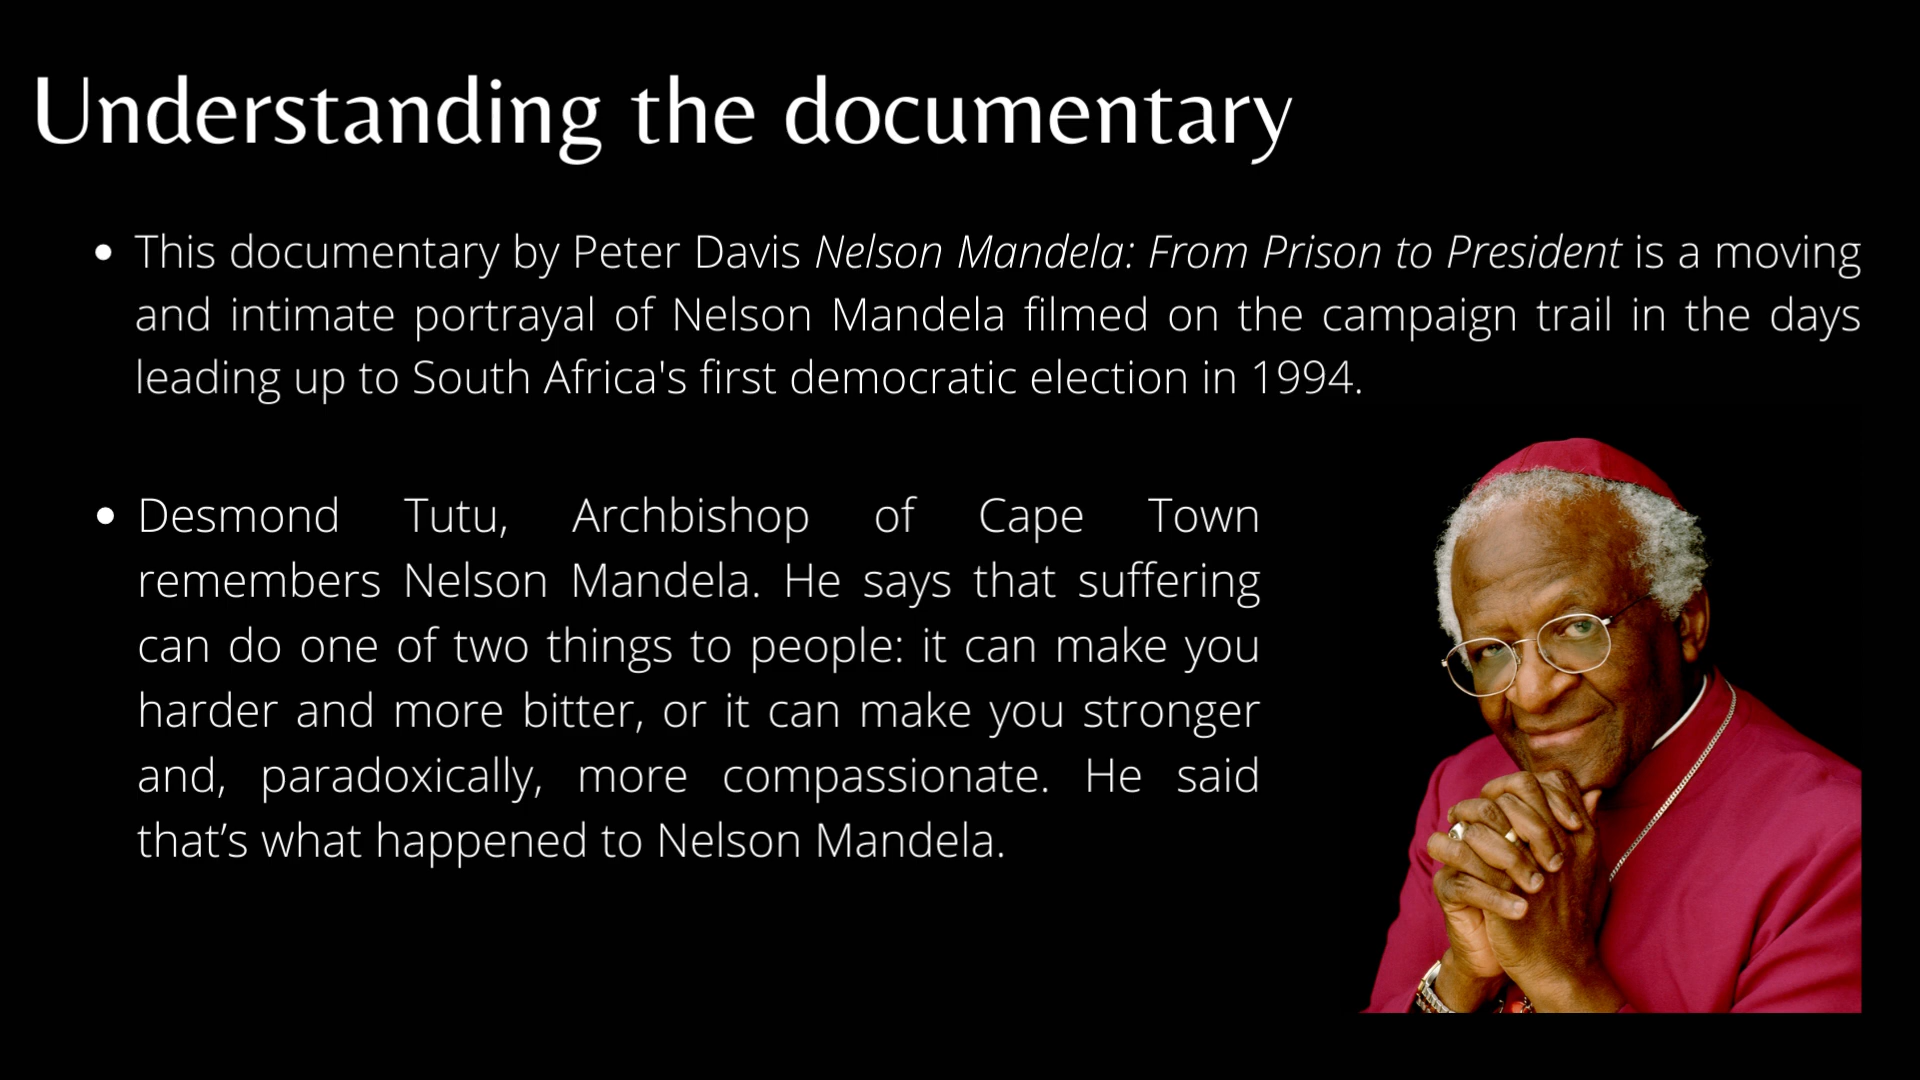 Understanding the documentary
• This documentary by Peter Davis Nelson Mandela: From Prison to President is a moving
and intimate portrayal of Nelson Mandela filmed on the campaign trail in the days
leading up to South Africa's first democratic election in 1994.
• Desmond Tutu, Archbishop of Cape Town
remembers Nelson Mandela. He says that suffering
can do one of two things to people: it can make you
harder and more bitter, or it can make you stronger
and, paradoxically, more compassionate. He said
that’s what happened to Nelson Mandela.